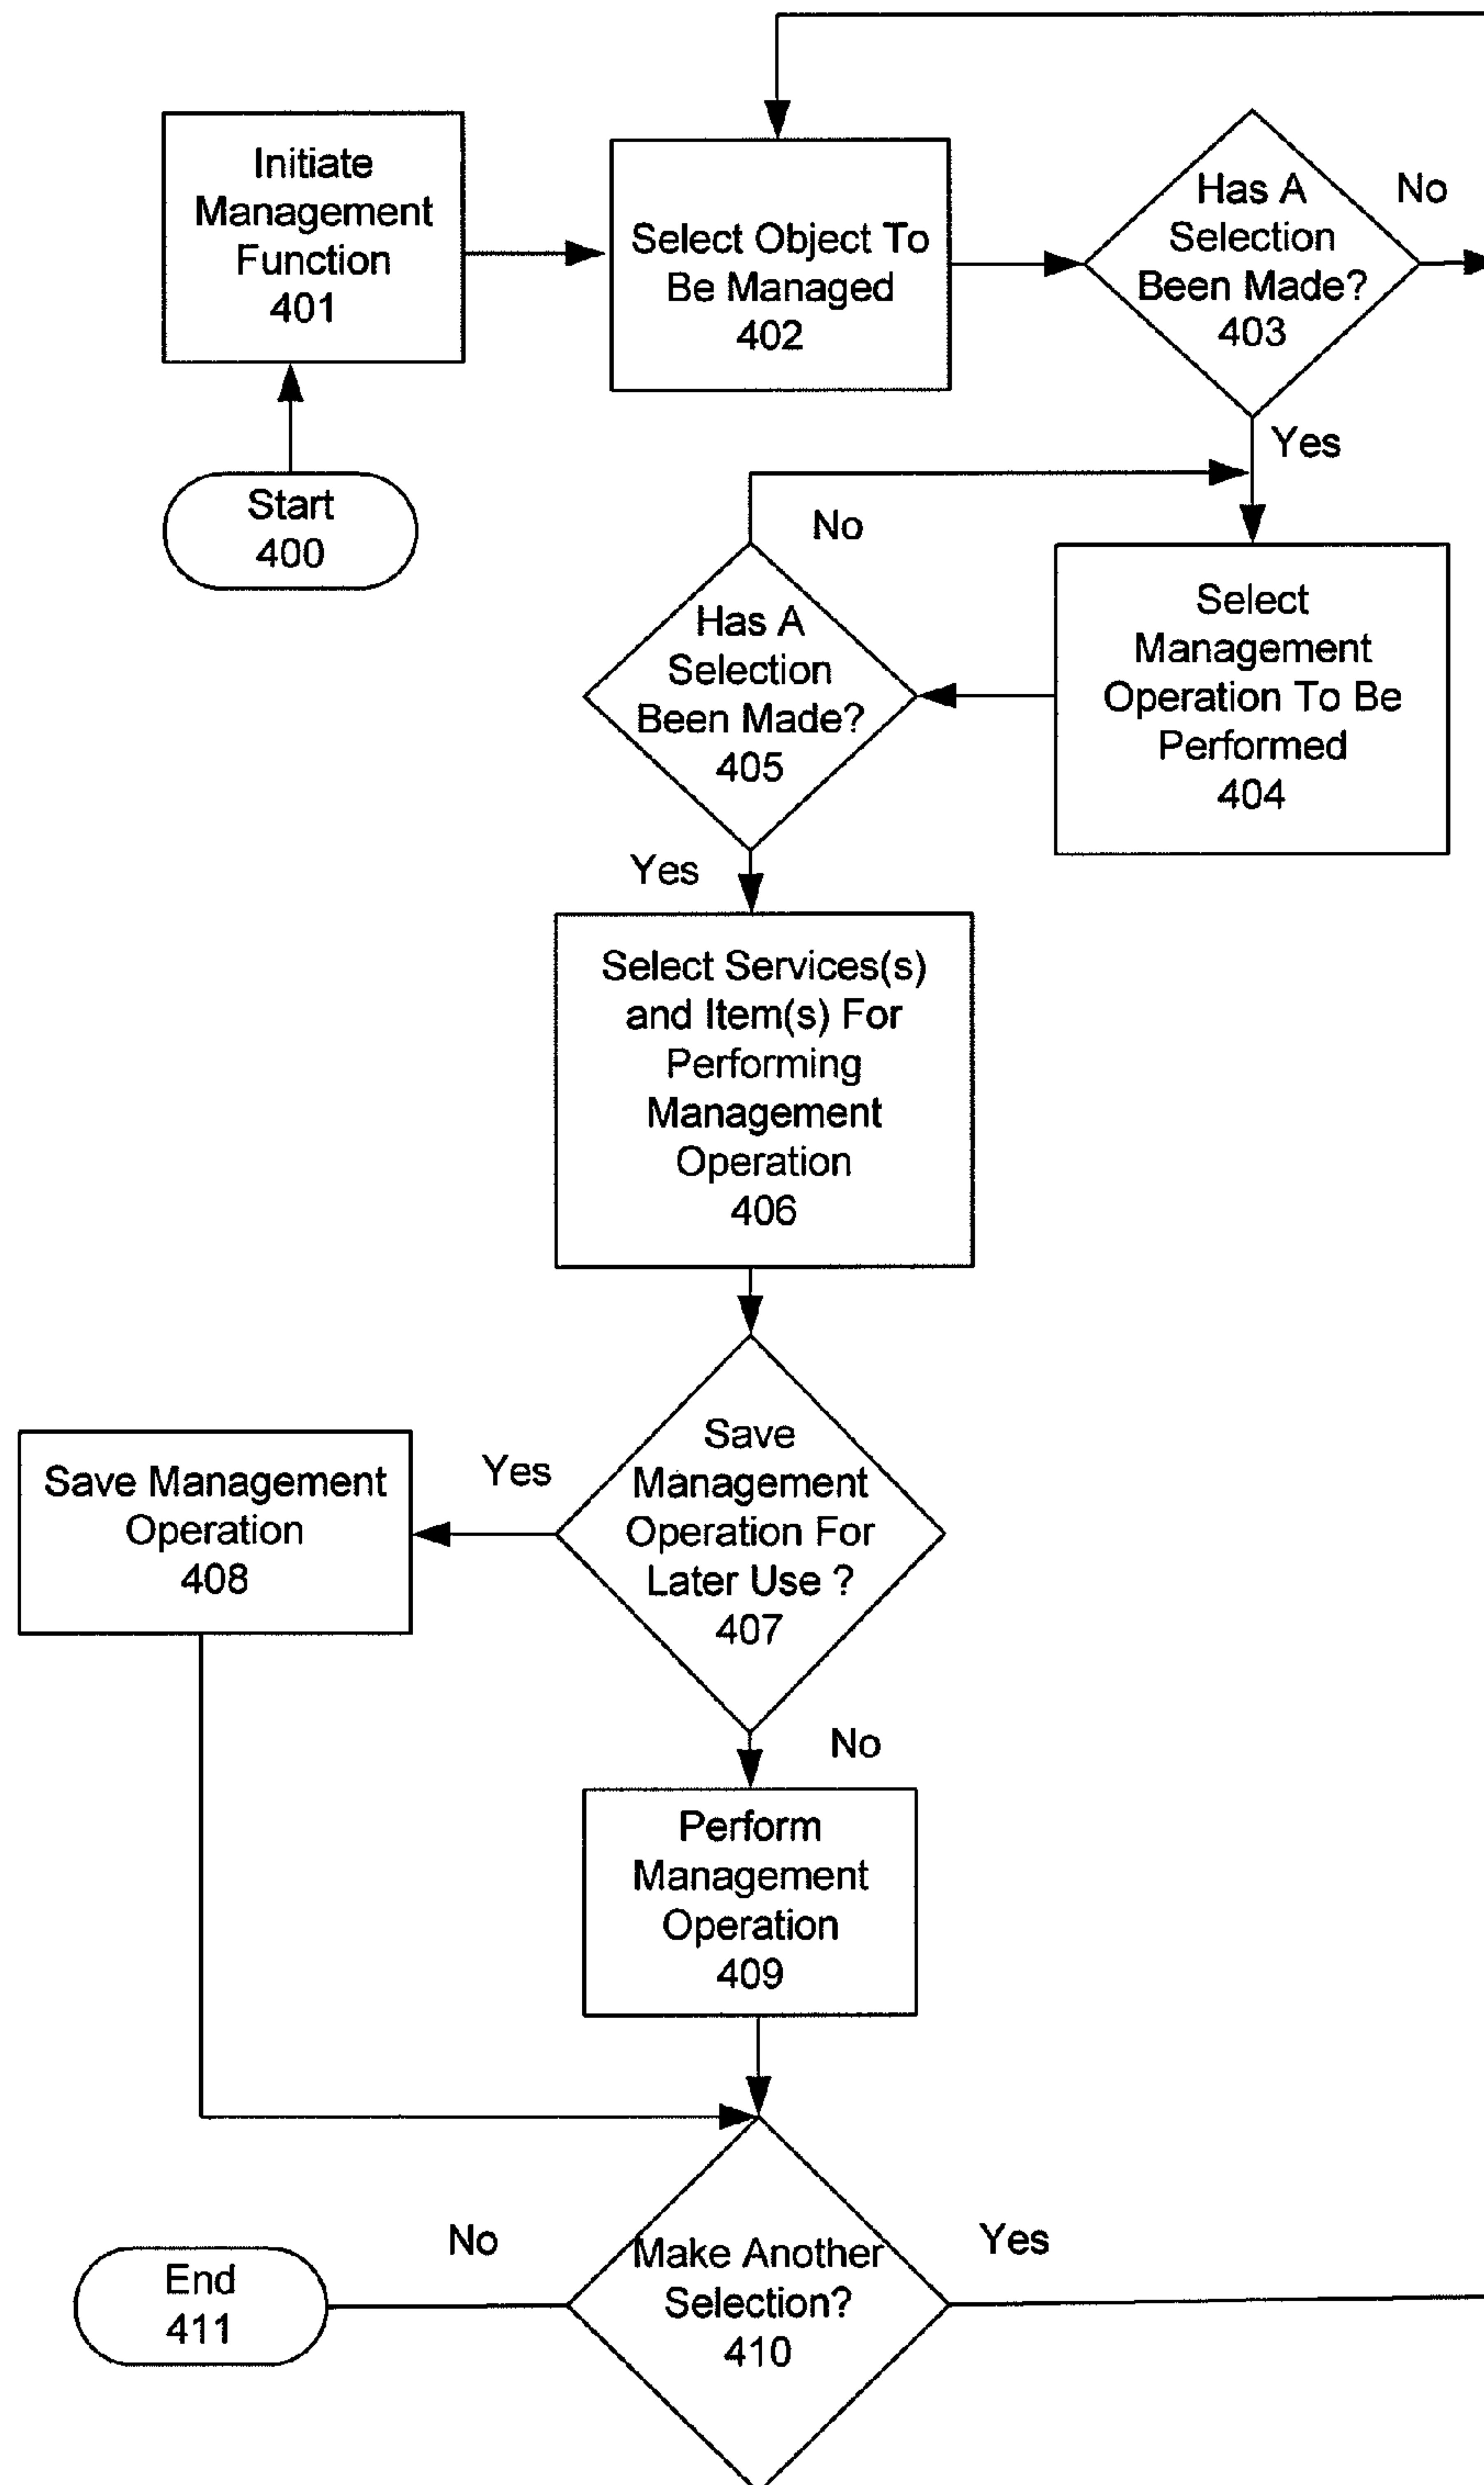 Initiate
Management
Function
401
Select Object To
Be Managed
402
Has A
Selection
Been Made?
403
No
Yes
Start
400
No
Has A
Selection
Been Made?
405
Select
Management
Operation To Be
Performed
404
Yes
Select Services(s)
and Item(s) For
Performing
Management
Operation
406
Save Management
Operation
408
Yes
Save
Management
Operation For
Later Use ?
407
No
Perform
Management
Operation
409
End
411
No
Make Another
Selection?
410
Yes